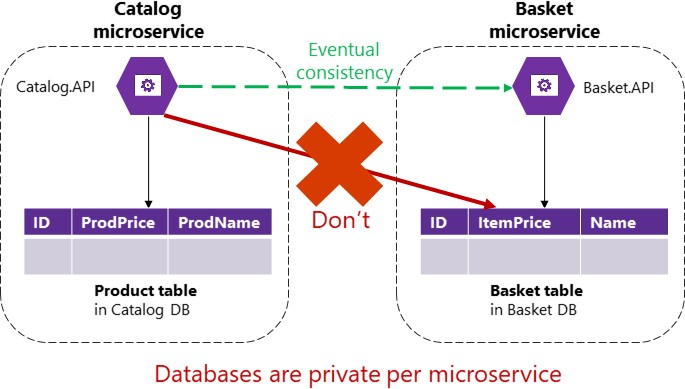 Catalog
microservice
Basket
microservice
Eventual
consistency
Catalog.API
Basket.API
Don't
ID ProdPrice ProdName
ID ItemPrice Name
Product table
in Catalog DB
Basket table
in Basket DB
Databases are private per microservice